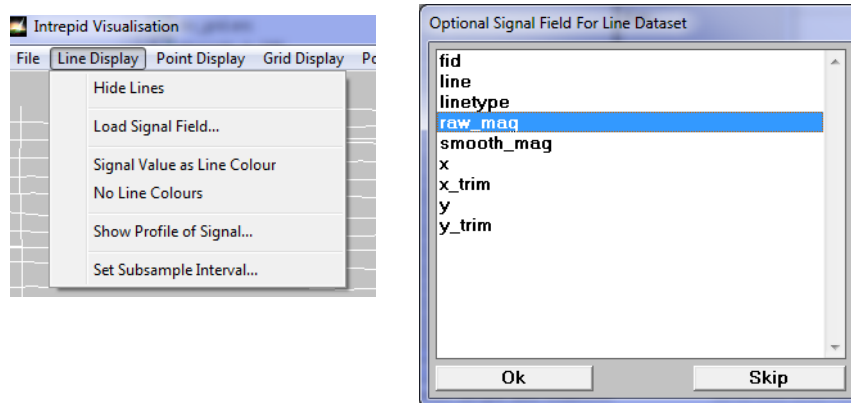 Intrepid Visualisation
File Line Display Point Display Grid Display
Hide Lines
Load Signal Field...
Signal Value as Line Colour
No Line Colours
Show Profile of Signal...
Set Subsample Interval...
Optional Signal Field For Line Dataset
fid
line
linetype
raw_mag
smooth_mag
x
x_trim
y
y_trim
Ok Skip